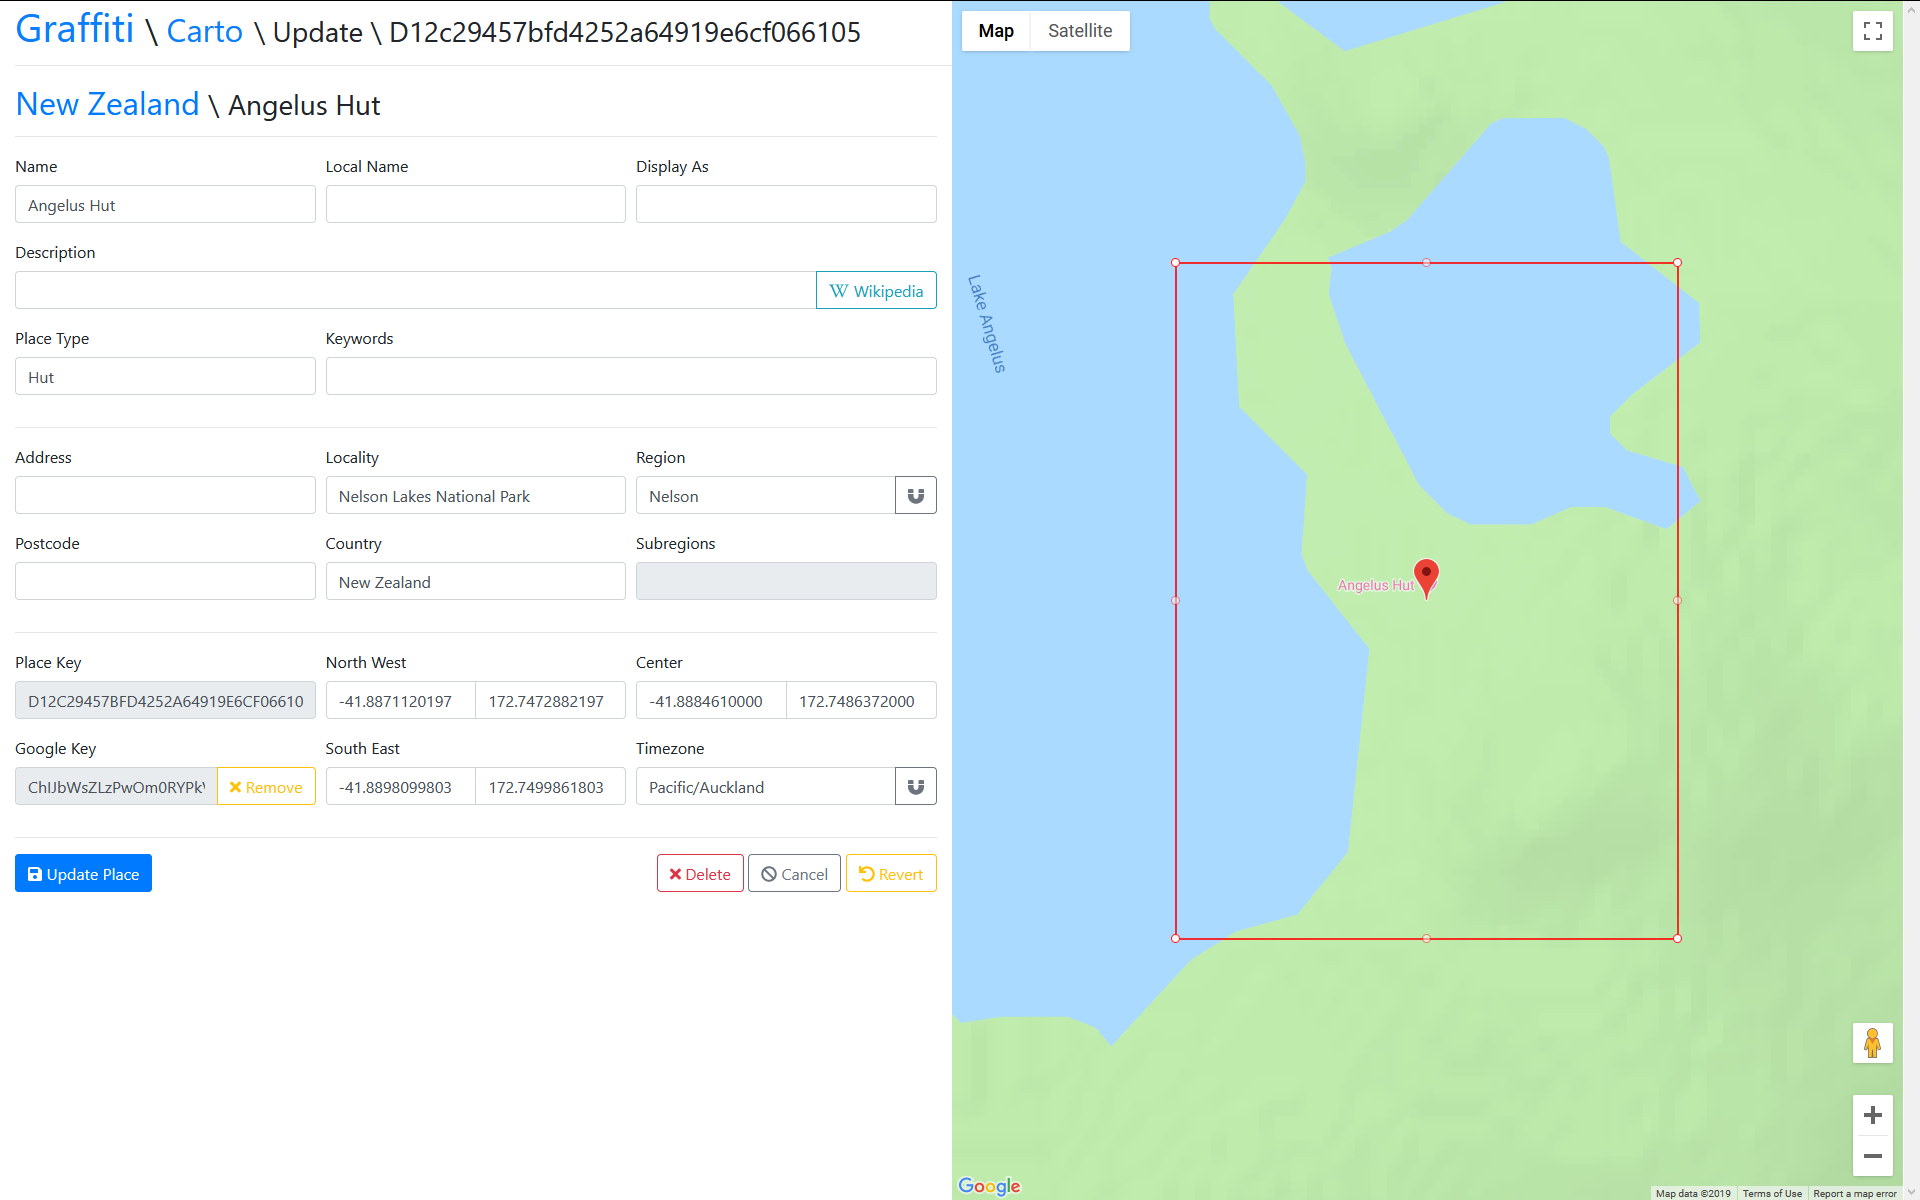 Graffiti \ Carto \ Update \ D12c29457bfd4252a64919e6cf066105
New Zealand \ Angelus Hut
Name Local Name Display As
Angelus Hut
Description
Wikipedia
Place Type Keywords
Hut
Address Locality Region
Nelson Lakes National Park Nelson
Postcode Country Subregions
New Zealand
Place Key North West Center
D12C29457BFD4252A64919E6CF06610 -41.8871120197 172.7472882197 -41.8884610000 172.7486372000
Google Key South East Timezone
ChIJbWsZLzPwOm0RYPk Remove -41.8898099803 172.7499861803 Pacific/Auckland
Update Place Delete Cancel Revert
Map Satellite
Lake Angelus
Angelus Hut
Google
Map data ©2019 Terms of Use Report a map error